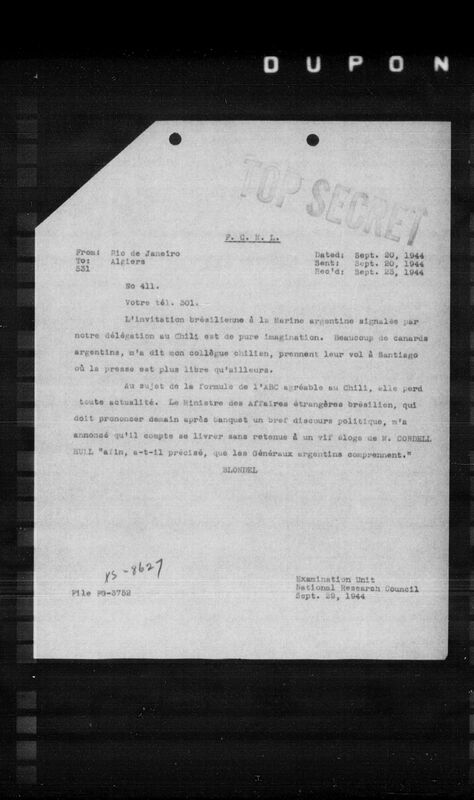 DUPON
TOP SECRET
F. C. N. L.
From: Rio de Janeiro Dated: Sept. 20, 1944
To: Algiers Sent: Sept. 20, 1944
531 Rec'd: Sept. 23, 1944
No 411.
Votre tél. 301.
L'invitation brésilienne à la Marine argentine signalée par
notre délégation au Chili est de pure imagination. Beaucoup de canards
argentins, m'a dit mon collègue chilien, prennent leur vol à Santiago
où la presse est plus libre qu'ailleurs.
Au sujet de la formule de l'ABC agréable au Chili, elle perd
toute actualité. Le Ministre des Affaires étrangères brésilien, qui
doit prononcer demain après banquet un bref discours politique, m'a
annoncé qu'il compte se livrer sans retenue à un vif éloge de M. CORDELL
HULL "afin, a-t-il précisé, que les Généraux argentins comprennent."
BLONDEL
XS-8627
File FG-3752
Examination Unit
National Research Council
Sept. 29, 1944